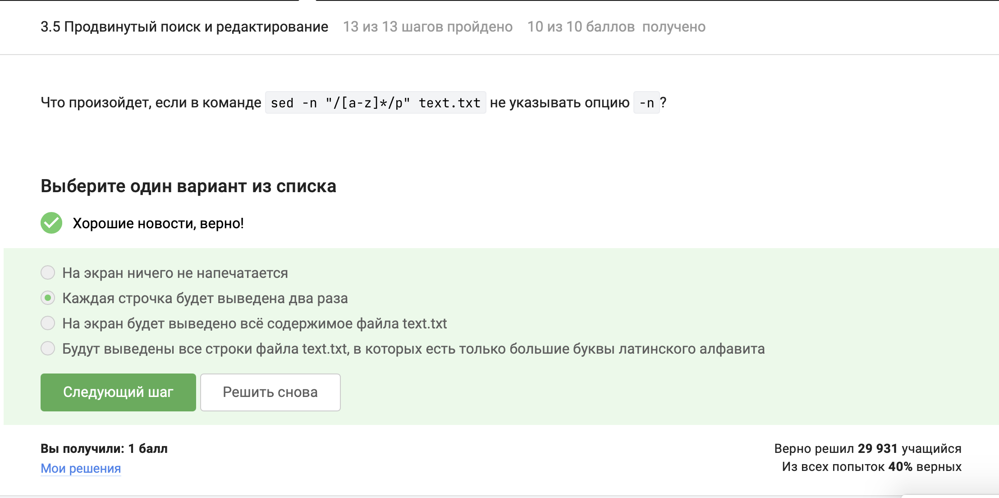 3.5 Продвинутый поиск и редактирование 13 из 13 шагов пройдено 10 из 10 баллов получено
Что произойдет, если в команде sed -n "/[a-z]*/p" text.txt не указывать опцию -n?
Выберите один вариант из списка
Хорошие новости, верно!
На экран ничего не напечатается
Каждая строчка будет выведена два раза
На экран будет выведено всё содержимое файла text.txt
Будут выведены все строки файла text.txt, в которых есть только большие буквы латинского алфавита
Следующий шаг Решить снова
Вы получили: 1 балл
Мои решения
Верно решил 29 931 учащийся
Из всех попыток 40% верных